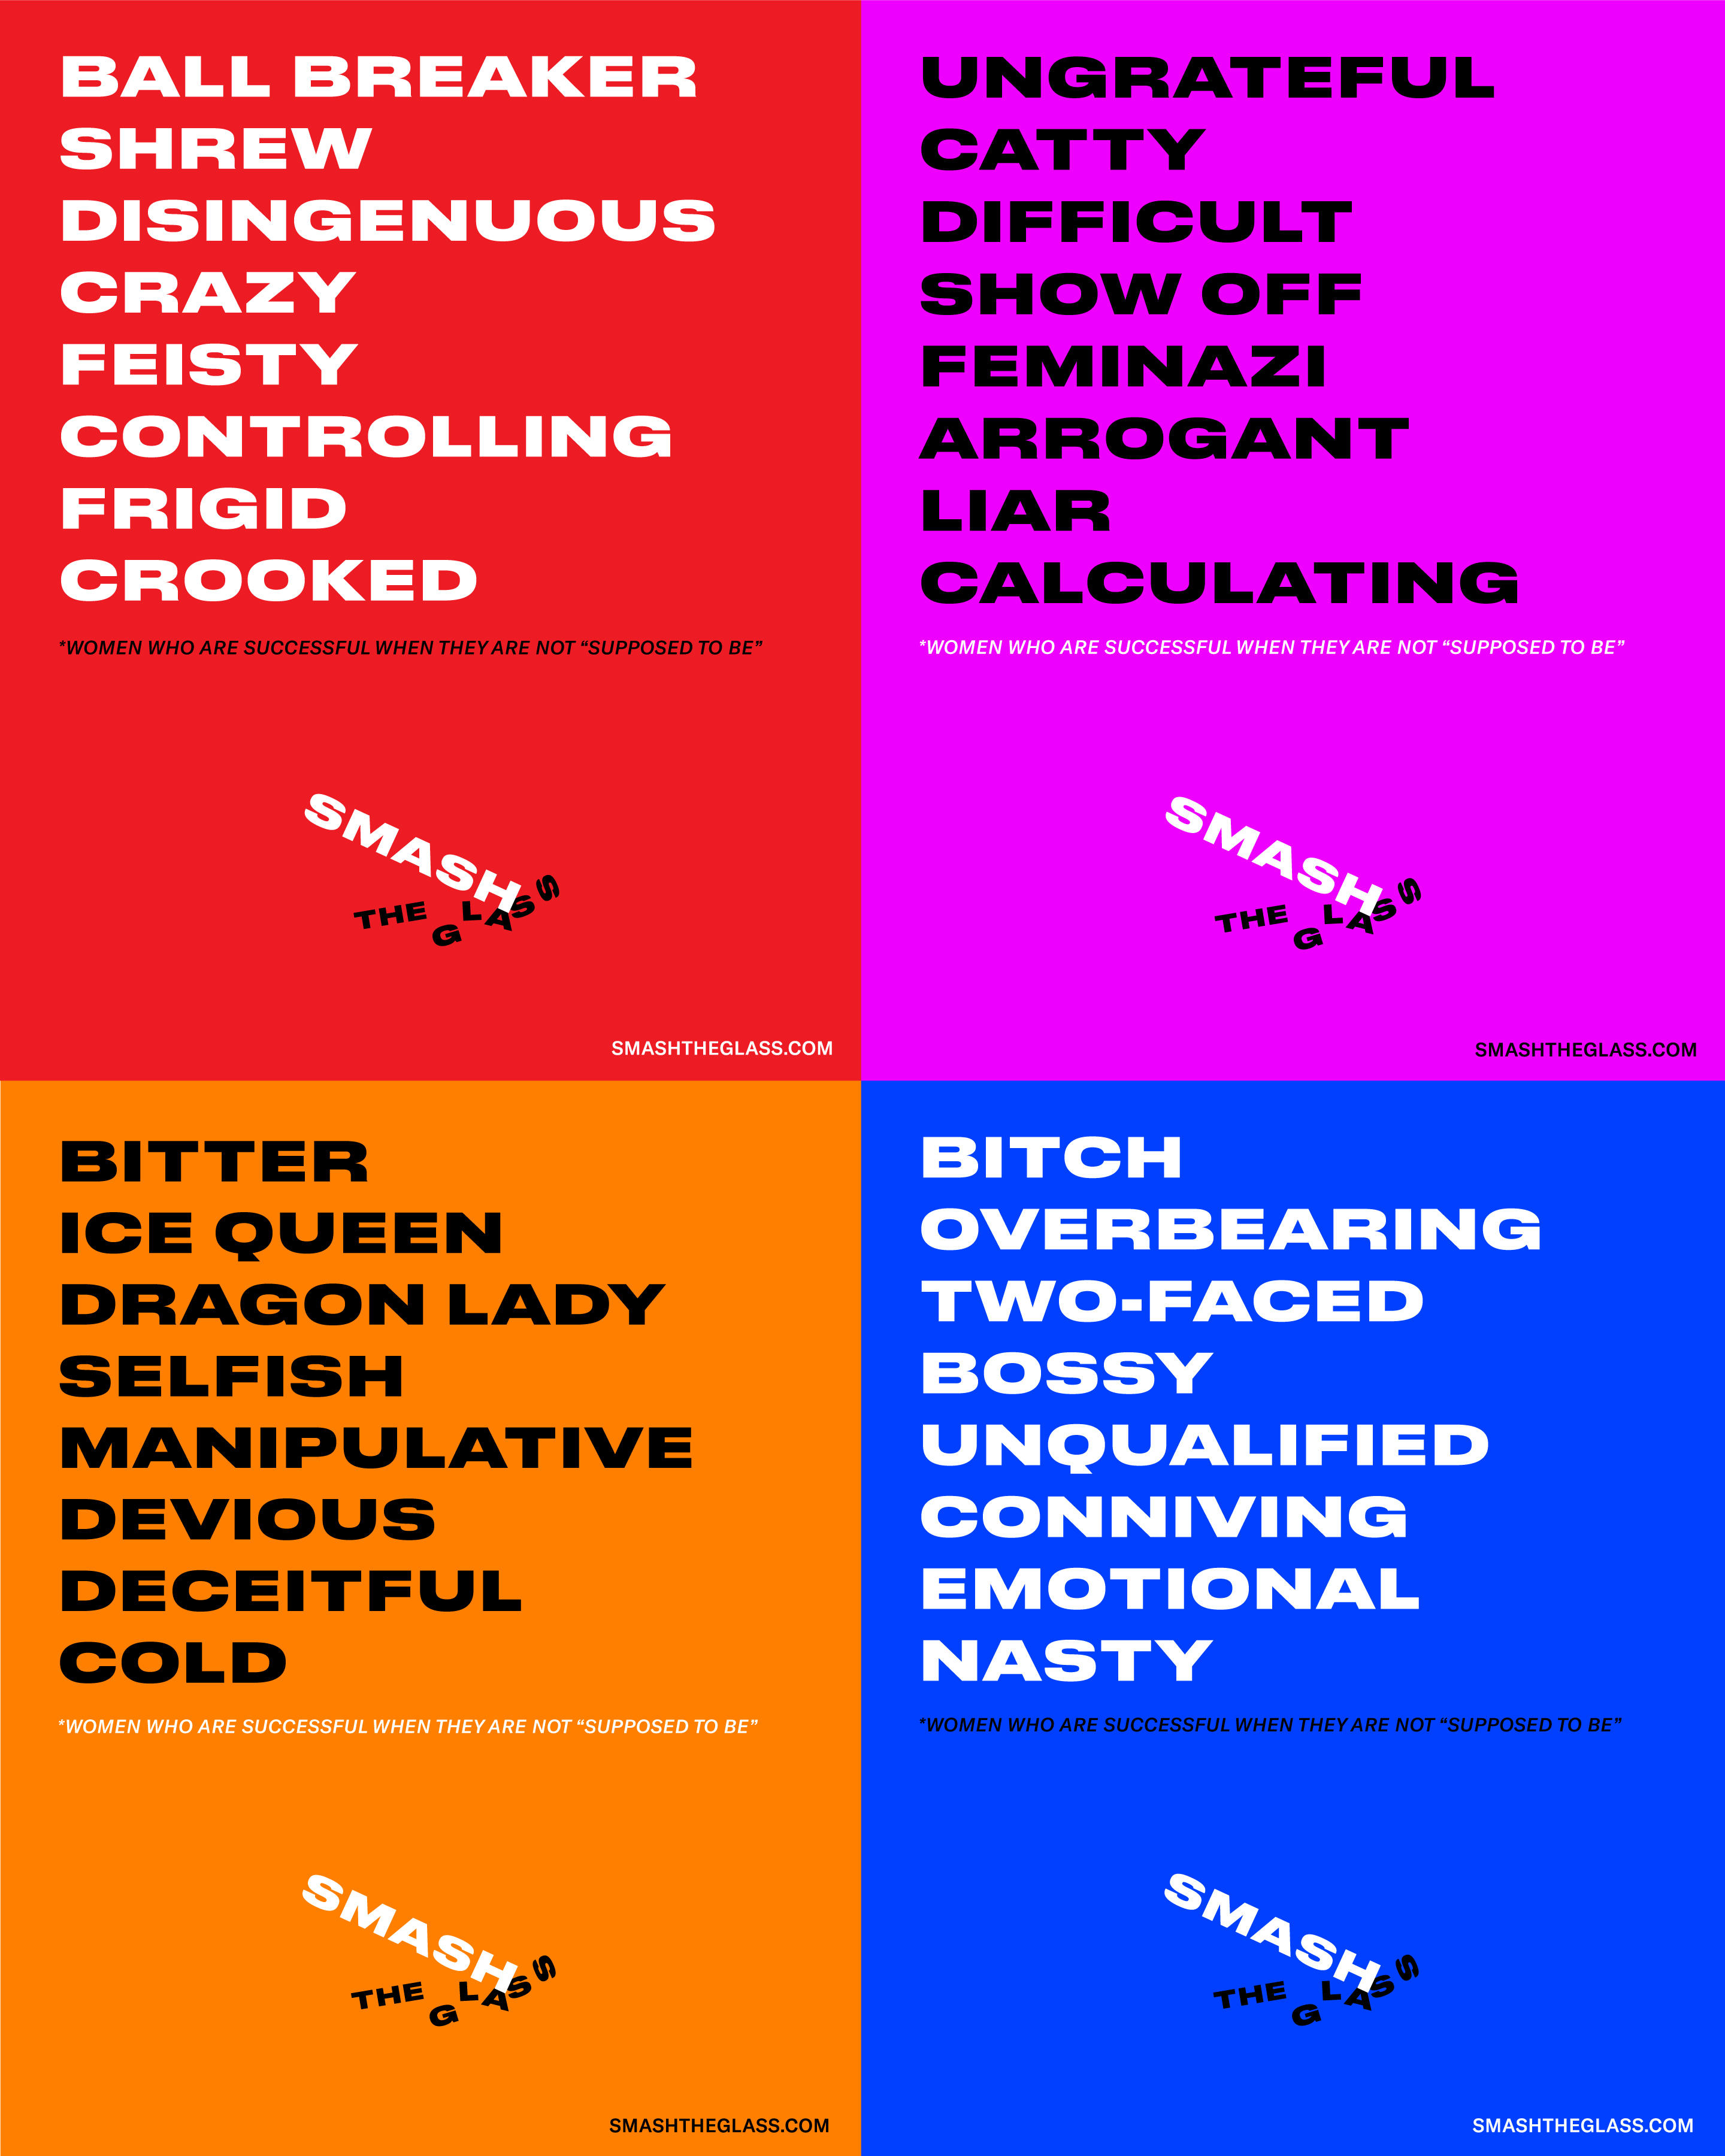 BALL BREAKER
SHREW
DISINGENUOUS
CRAZY
FEISTY
CONTROLLING
FRIGID
CROOKED
*WOMEN WHO ARE SUCCESSFUL WHEN THEY ARE NOT “SUPPOSED TO BE”
SMASH
THE GLASS
SMASHTHEGLASS.COM
UNGRATEFUL
CATTY
DIFFICULT
SHOW OFF
FEMINAZI
ARROGANT
LIAR
CALCULATING
*WOMEN WHO ARE SUCCESSFUL WHEN THEY ARE NOT “SUPPOSED TO BE”
SMASH
THE GLASS
SMASHTHEGLASS.COM
BITTER
ICE QUEEN
DRAGON LADY
SELFISH
MANIPULATIVE
DEVIOUS
DECEITFUL
COLD
*WOMEN WHO ARE SUCCESSFUL WHEN THEY ARE NOT “SUPPOSED TO BE”
SMASH
THE GLASS
SMASHTHEGLASS.COM
BITCH
OVERBEARING
TWO-FACED
BOSSY
UNQUALIFIED
CONNIVING
EMOTIONAL
NASTY
*WOMEN WHO ARE SUCCESSFUL WHEN THEY ARE NOT “SUPPOSED TO BE”
SMASH
THE GLASS
SMASHTHEGLASS.COM